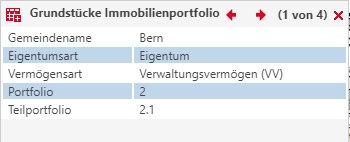 Grundstücke Immobilienportfolio (1 von 4)
Gemeindename Bern
Eigentumsart Eigentum
Vermögensart Verwaltungsvermögen (VV)
Portfolio 2
Teilportfolio 2.1